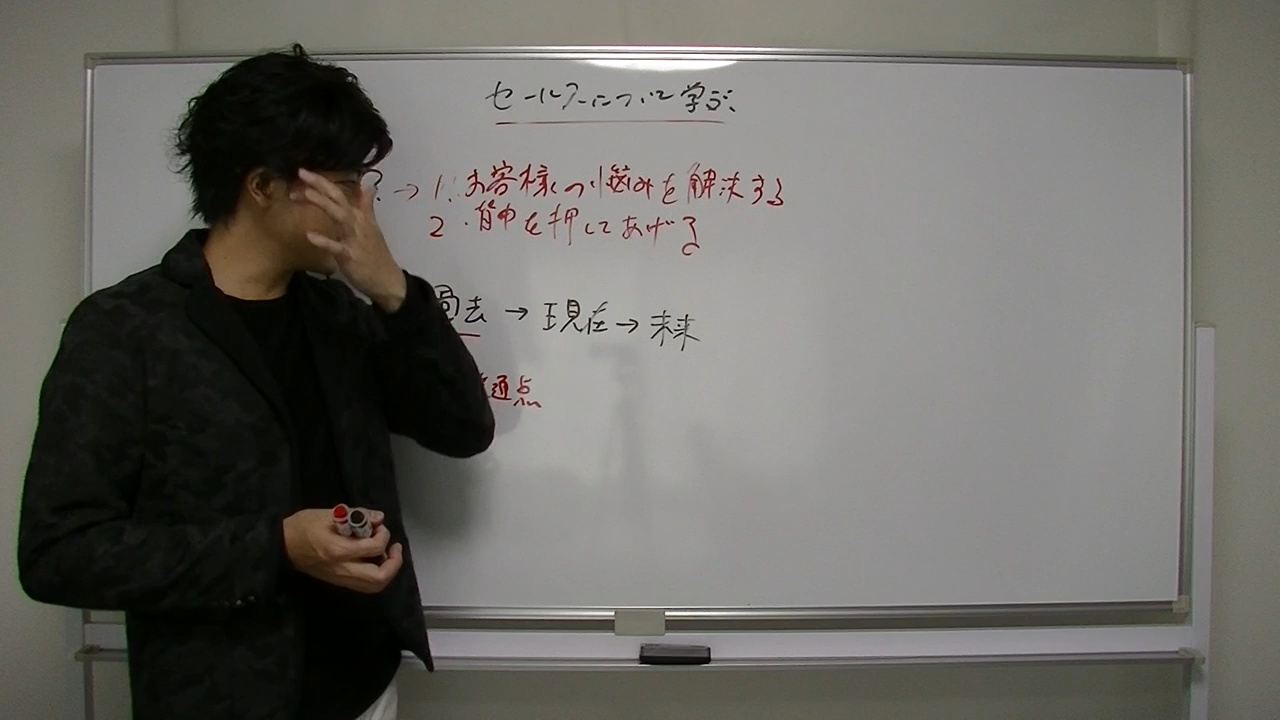 セールスについて学ぶ
? → 1. お客様の悩みを解決する
2. 背中を押してあげる
過去 → 現在 → 未来
通点